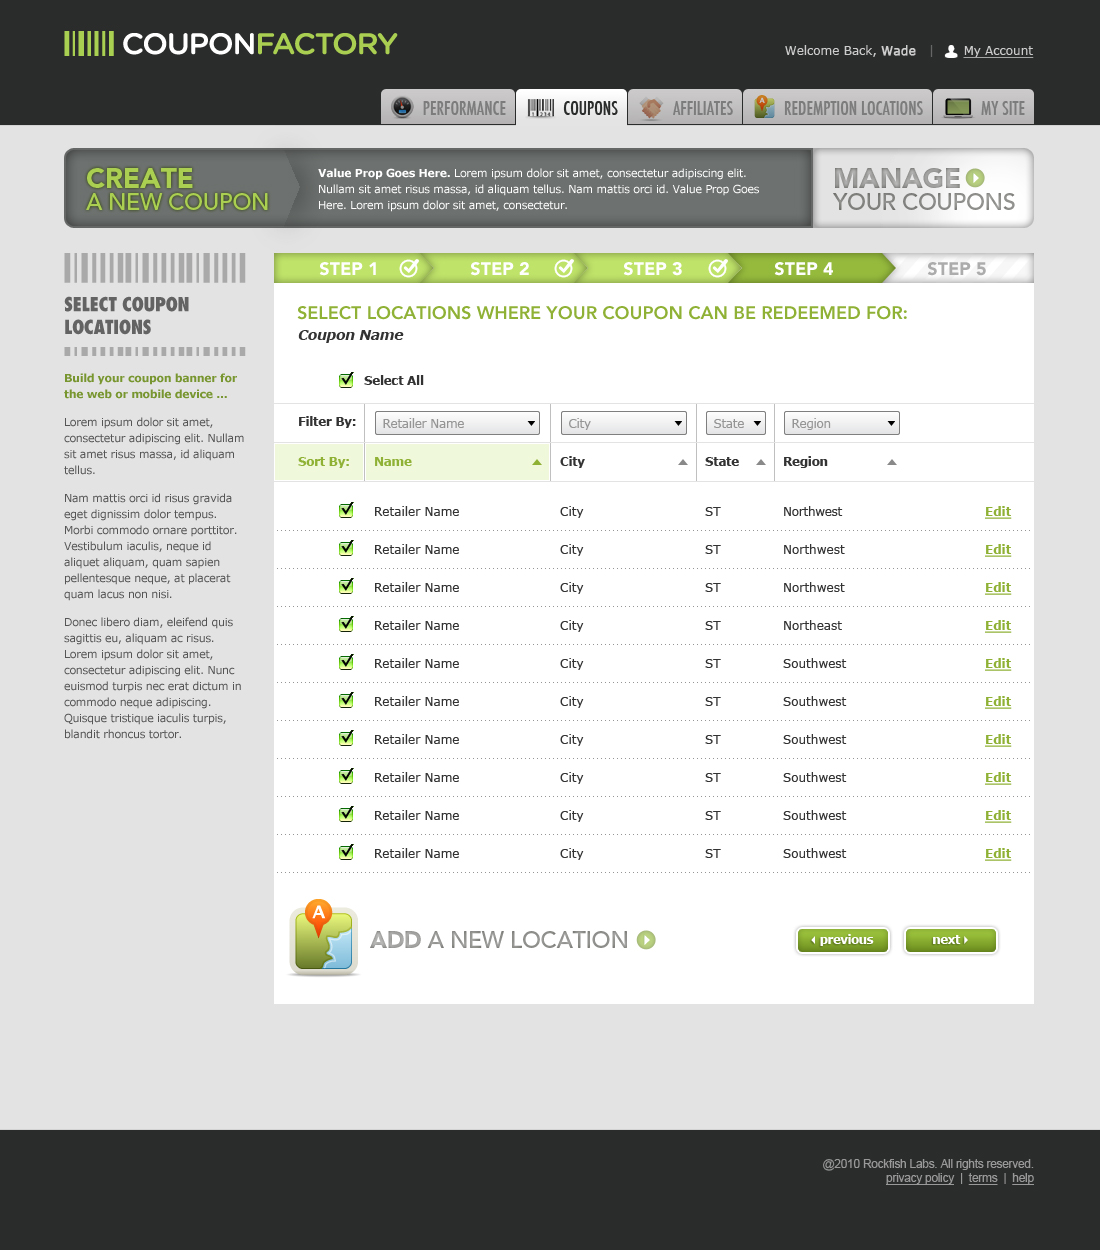 COUPONFACTORY
Welcome Back, Wade | My Account
PERFORMANCE
1 234
COUPONS
AFFILIATES
A
REDEMPTION LOCATIONS
MY SITE
CREATE
A NEW COUPON
Value Prop Goes Here. Lorem ipsum dolor sit amet, consectetur adipiscing elit.
Nullam sit amet risus massa, id aliquam tellus. Nam mattis orci id. Value Prop Goes
Here. Lorem ipsum dolor sit amet, consectetur.
MANAGE
YOUR COUPONS
SELECT COUPON
LOCATIONS
Build your coupon banner for
the web or mobile device ...
Lorem ipsum dolor sit amet,
consectetur adipiscing elit. Nullam
sit amet risus massa, id aliquam
tellus.
Nam mattis orci id risus gravida
eget dignissim dolor tempus.
Morbi commodo ornare porttitor.
Vestibulum iaculis, neque id
aliquet aliquam, quam sapien
pellentesque neque, at placerat
quam lacus non nisi.
Donec libero diam, eleifend quis
sagittis eu, aliquam ac risus.
Lorem ipsum dolor sit amet,
consectetur adipiscing elit. Nunc
euismod turpis nec erat dictum in
commodo neque adipiscing.
Quisque tristique iaculis turpis,
blandit rhoncus tortor.
STEP 1 STEP 2 STEP 3 STEP 4 STEP 5
SELECT LOCATIONS WHERE YOUR COUPON CAN BE REDEEMED FOR:
Coupon Name
Select All
Filter By: Retailer Name City State Region
Sort By: Name City State Region
Retailer Name City ST Northwest Edit
Retailer Name City ST Northwest Edit
Retailer Name City ST Northwest Edit
Retailer Name City ST Northeast Edit
Retailer Name City ST Southwest Edit
Retailer Name City ST Southwest Edit
Retailer Name City ST Southwest Edit
Retailer Name City ST Southwest Edit
Retailer Name City ST Southwest Edit
Retailer Name City ST Southwest Edit
A
ADD A NEW LOCATION
previous
next
@2010 Rockfish Labs. All rights reserved.
privacy policy | terms | help